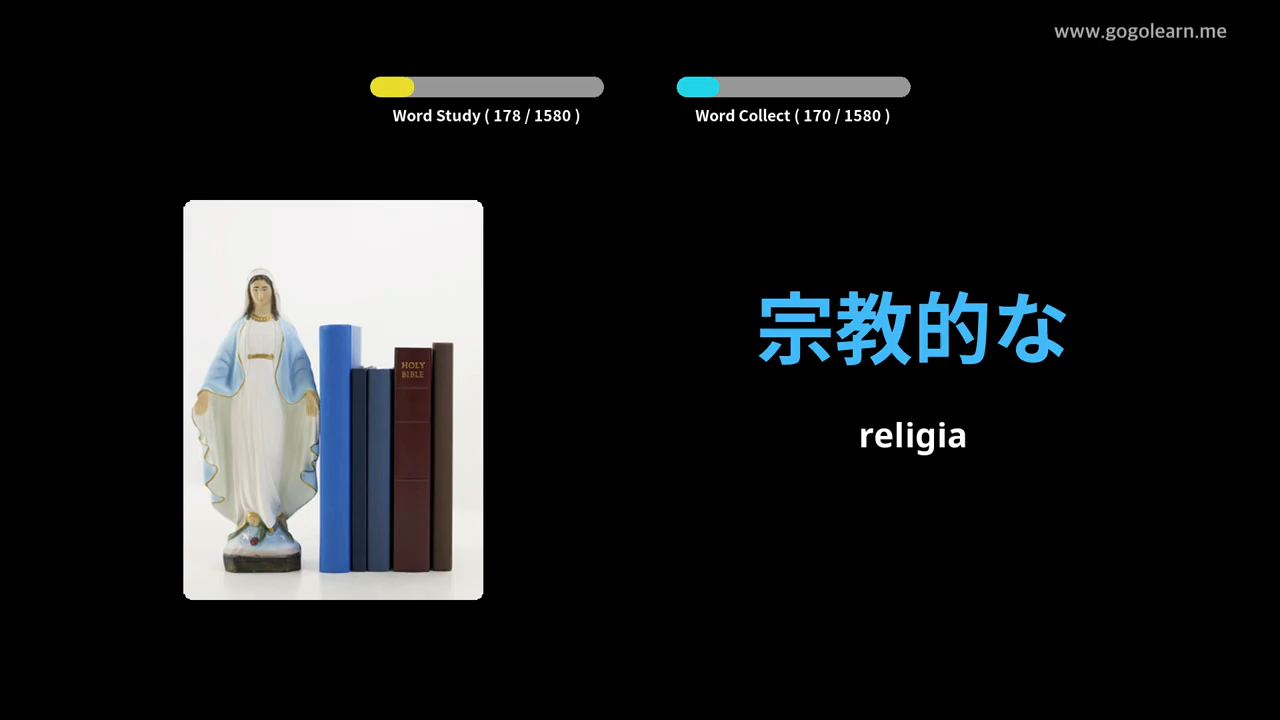 www.gogolearn.me
Word Study ( 178 / 1580 )
Word Collect ( 170 / 1580 )
HOLY
BIBLE
宗教的な
religia